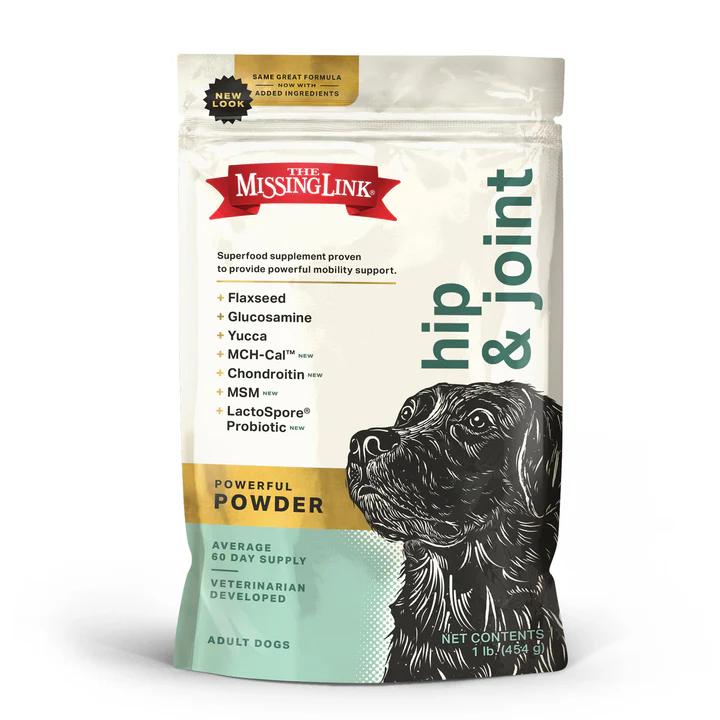 SAME GREAT FORMULA
NOW WITH
ADDED INGREDIENTS
NEW
LOOK
THE
MISSINGLINK®
Superfood supplement proven
to provide powerful mobility support.
+ Flaxseed
+ Glucosamine
+ Yucca
+ MCH-Cal™ NEW
+ Chondroitin NEW
+ MSM NEW
+ LactoSpore®
Probiotic NEW
hip
& joint
POWERFUL
POWDER
AVERAGE
60 DAY SUPPLY
VETERINARIAN
DEVELOPED
ADULT DOGS
NET CONTENTS
1 lb. (454 g)